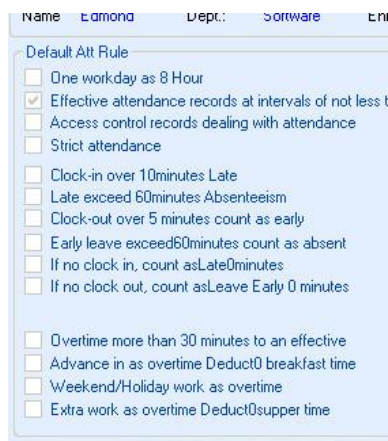 Name Edmond Dept.: Software
Default Att Rule
One workday as 8 Hour
Effective attendance records at intervals of not less
Access control records dealing with attendance
Strict attendance
Clock-in over 10minutes Late
Late exceed 60minutes Absenteeism
Clock-out over 5 minutes count as early
Early leave exceed60minutes count as absent
If no clock in, count asLate0minutes
If no clock out, count asLeave Early 0 minutes
Overtime more than 30 minutes to an effective
Advance in as overtime Deduct0 breakfast time
Weekend/Holiday work as overtime
Extra work as overtime Deduct0supper time